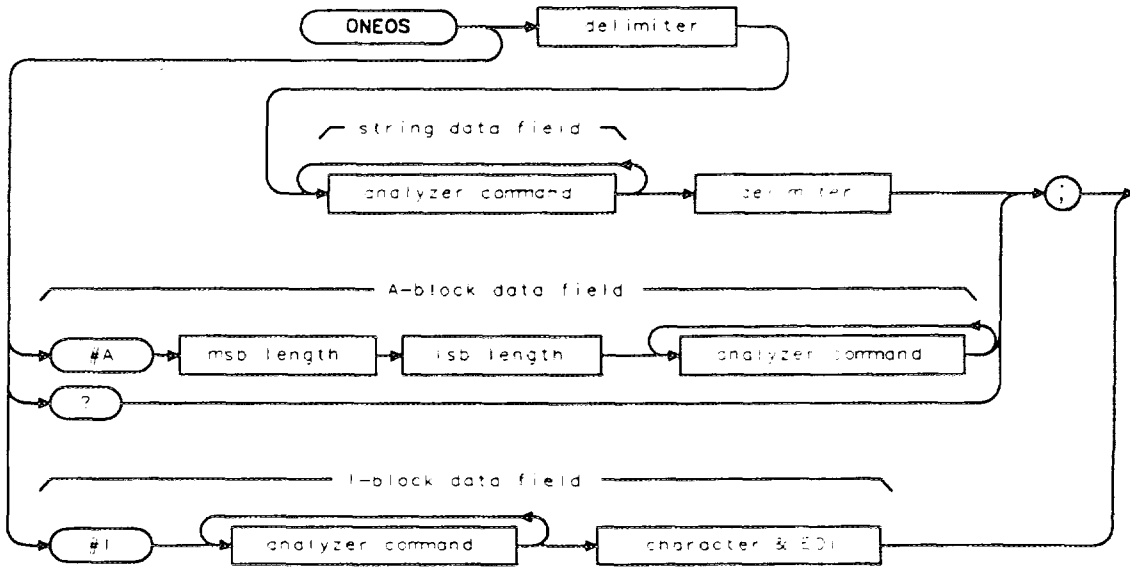 ONEOS
delimiter
string data field
analyzer command
delimiter
;
A-block data field
#A
msb length
lsb length
analyzer command
?
I-block data field
#I
analyzer command
character & EOI